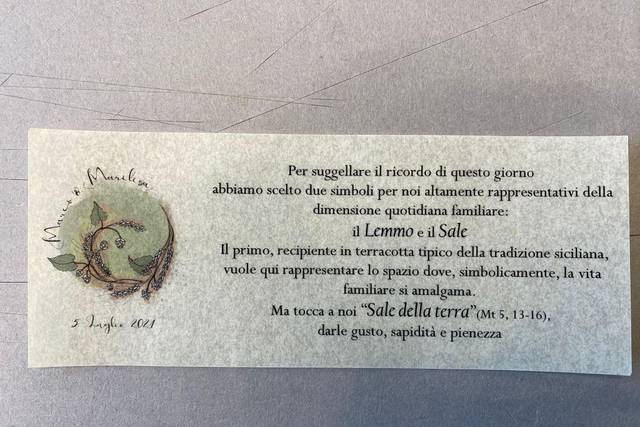 Marco & Marilisa
5 Luglio 2021
Per suggellare il ricordo di questo giorno
abbiamo scelto due simboli per noi altamente rappresentativi della
dimensione quotidiana familiare:
il Lemmo e il Sale
Il primo, recipiente in terracotta tipico della tradizione siciliana,
vuole qui rappresentare lo spazio dove, simbolicamente, la vita
familiare si amalgama.
Ma tocca a noi “Sale della terra”(Mt 5, 13-16),
darle gusto, sapidità e pienezza